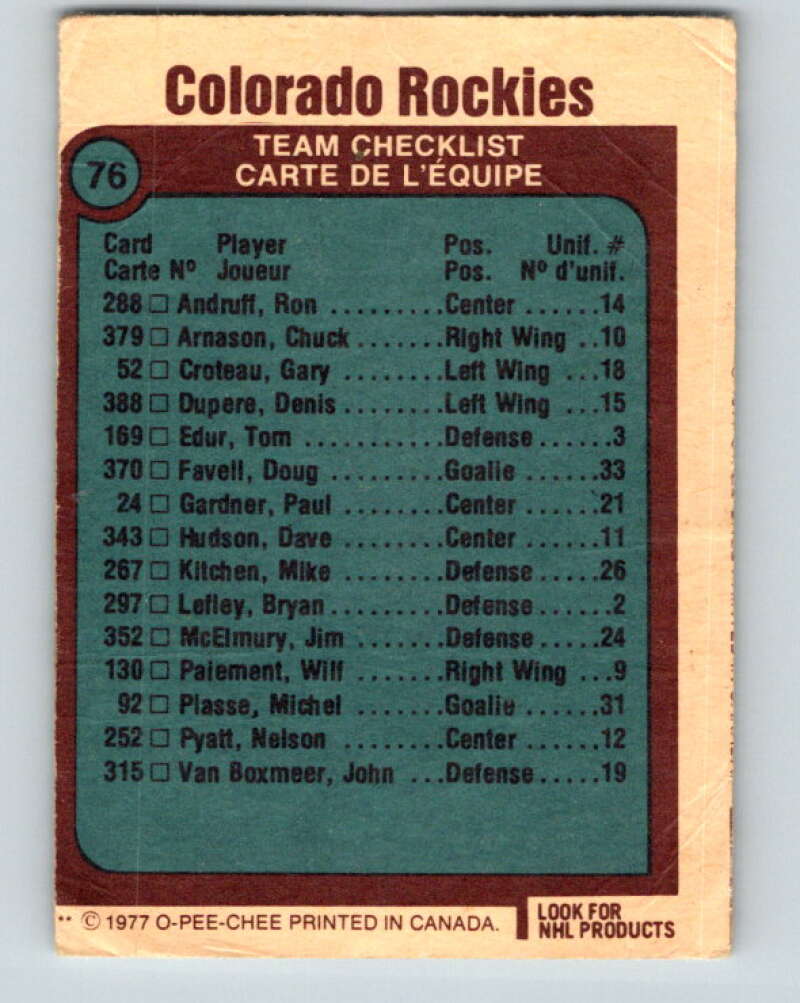 Colorado Rockies
TEAM CHECKLIST
76
CARTE DE L'ÉQUIPE
Card Player Pos. Unif. #
Carte Nº Joueur Pos. Nº d'unif.
288 □ Andruff, Ron ..........Center ......14
379 □ Arnason, Chuck.......Right Wing ..10
52 □ Croteau, Gary ........Left Wing ...18
388 □ Dupere, Denis........Left Wing ...15
169 □ Edur, Tom ............Defense......3
370 □ Favell, Doug .........Goalie ......33
24 □ Gardner, Paul ........Center ......21
343 □ Hudson, Dave ........Center ......11
267 □ Kitchen, Mike ........Defense.....26
297 □ Lefley, Bryan.........Defense......2
352 □ McElmury, Jim .......Defense.....24
130 □ Paiement, Wilf .......Right Wing ...9
92 □ Plasse, Michel .......Goalie ......31
252 □ Pyatt, Nelson ........Center ......12
315 □ Van Boxmeer, John ...Defense.....19
** © 1977 O-PEE-CHEE PRINTED IN CANADA.
LOOK FOR
NHL PRODUCTS